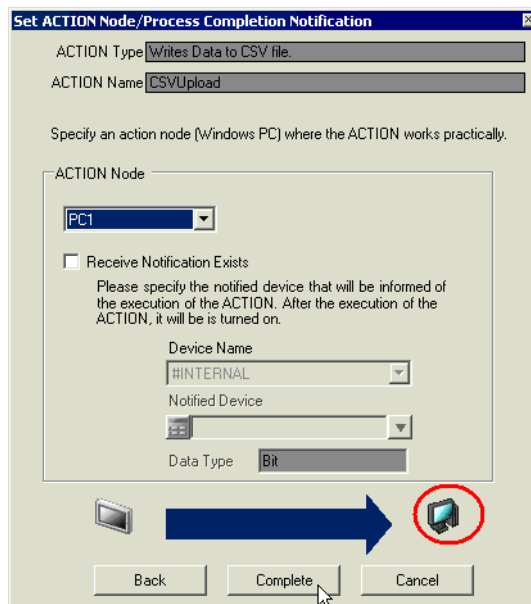 Set ACTION Node/Process Completion Notification
ACTION Type Writes Data to CSV file.
ACTION Name CSVUpload
Specify an action node (Windows PC) where the ACTION works practically.
ACTION Node
PC1
Receive Notification Exists
Please specify the notified device that will be informed of
the execution of the ACTION. After the execution of the
ACTION, it will be is turned on.
Device Name
#INTERNAL
Notified Device
Data Type Bit
Back Complete Cancel